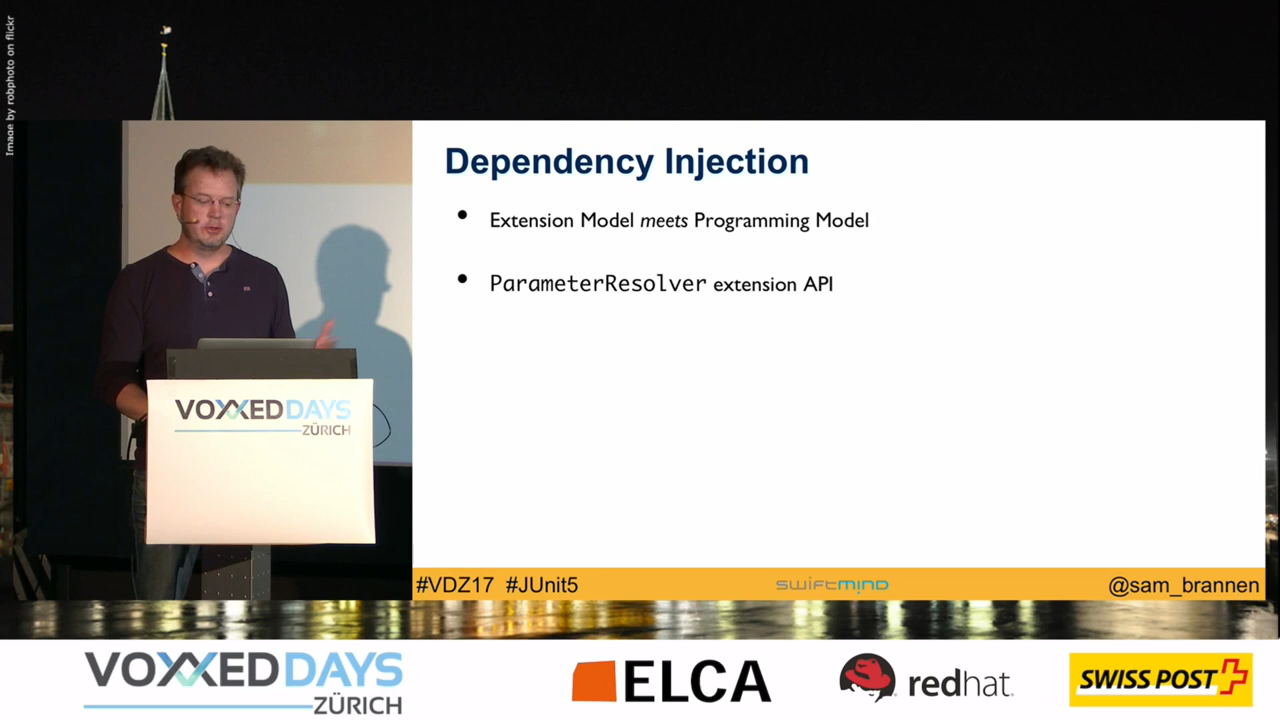 Image by robphoto on flickr
Dependency Injection
• Extension Model meets Programming Model
• ParameterResolver extension API
VOXXED DAYS
ZÜRICH
#VDZ17 #JUnit5
swiftmind
@sam_brannen
VOXXED DAYS
ZÜRICH
ELCA
redhat.
SWISS POST